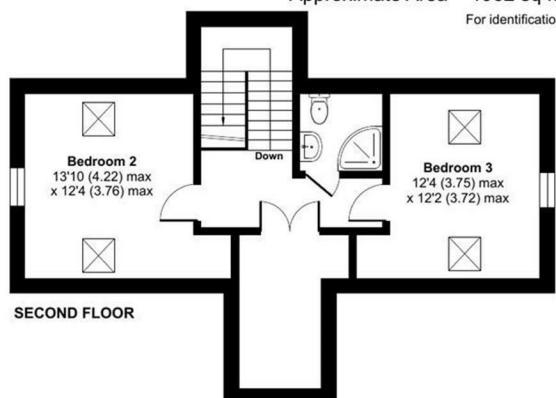 For identificatio
Bedroom 2
13'10 (4.22) max
x 12'4 (3.76) max
Down
Bedroom 3
12'4 (3.75) max
x 12'2 (3.72) max
SECOND FLOOR